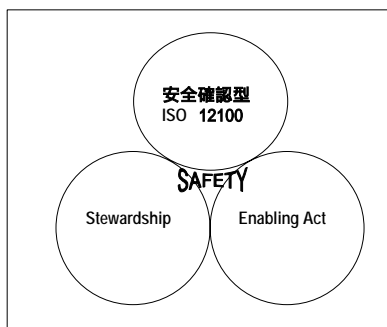 安全確認型
ISO 12100
SAFETY
Stewardship
Enabling Act